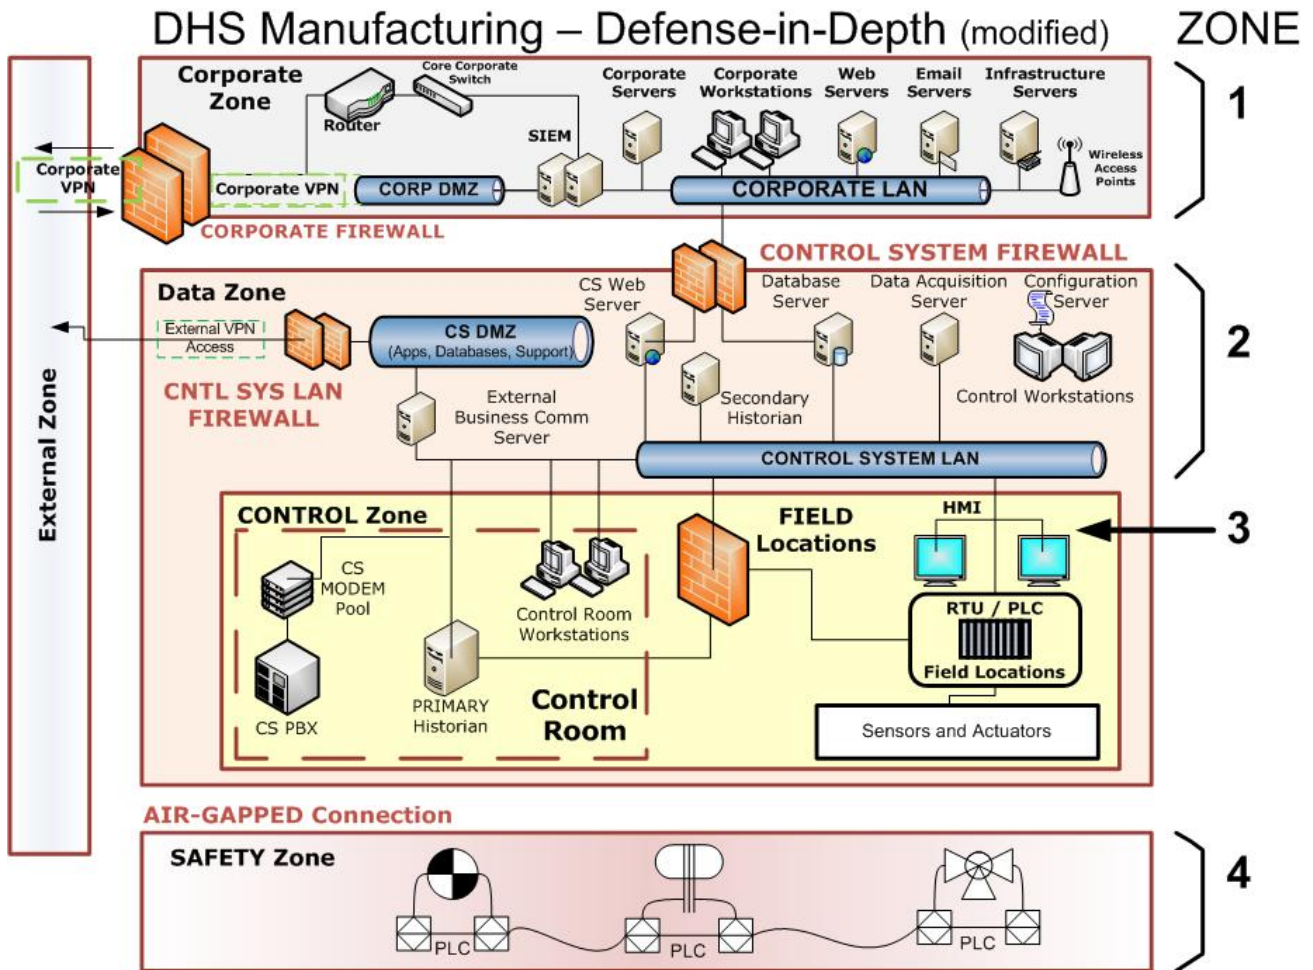 DHS Manufacturing – Defense-in-Depth (modified)
ZONE
Corporate
Zone
Router
Core Corporate
Switch
SIEM
Corporate
Servers
Corporate
Workstations
Web
Servers
Email
Servers
Infrastructure
Servers
Wireless
Access
Points
1
Corporate
VPN
Corporate VPN
CORP DMZ
CORPORATE LAN
CORPORATE FIREWALL
CONTROL SYSTEM FIREWALL
Data Zone
External VPN
Access
CNTL SYS LAN
FIREWALL
CS DMZ
(Apps, Databases, Support)
External
Business Comm
Server
CS Web
Server
Secondary
Historian
Database
Server
Data Acquisition
Server
Configuration
Server
Control Workstations
2
CONTROL SYSTEM LAN
External Zone
CONTROL Zone
CS
MODEM
Pool
CS PBX
PRIMARY
Historian
Control Room
Workstations
Control
Room
FIELD
Locations
HMI
3
RTU / PLC
Field Locations
Sensors and Actuators
AIR-GAPPED Connection
SAFETY Zone
PLC
PLC
PLC
4